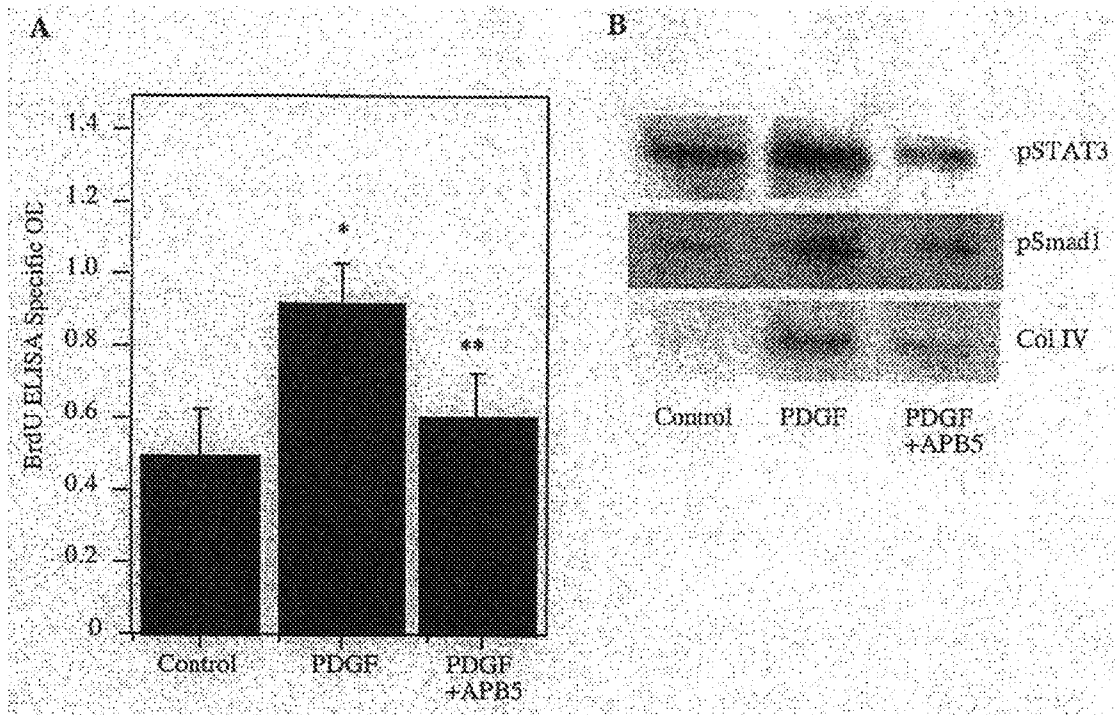 A
BrdU ELISA Specific OE
1.4
1.2
1.0
0.8
0.6
0.4
0.2
0
*
**
Control
PDGF
PDGF
+APB5
B
pSTAT3
pSmad1
Col IV
Control
PDGF
PDGF
+APB5